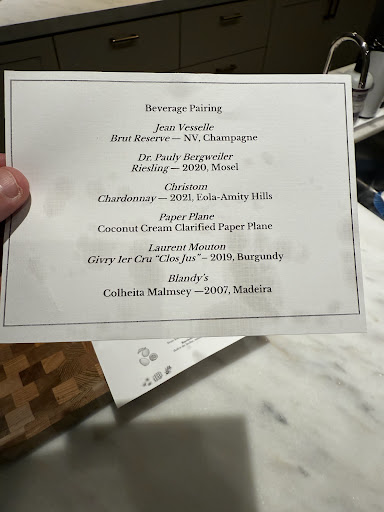 Beverage Pairing
Jean Vesselle
Brut Reserve — NV, Champagne
Dr. Pauly Bergweiler
Riesling — 2020, Mosel
Christom
Chardonnay — 2021, Eola-Amity Hills
Paper Plane
Coconut Cream Clarified Paper Plane
Laurent Mouton
Givry 1er Cru "Clos Jus" – 2019, Burgundy
Blandy's
Colheita Malmsey —2007, Madeira